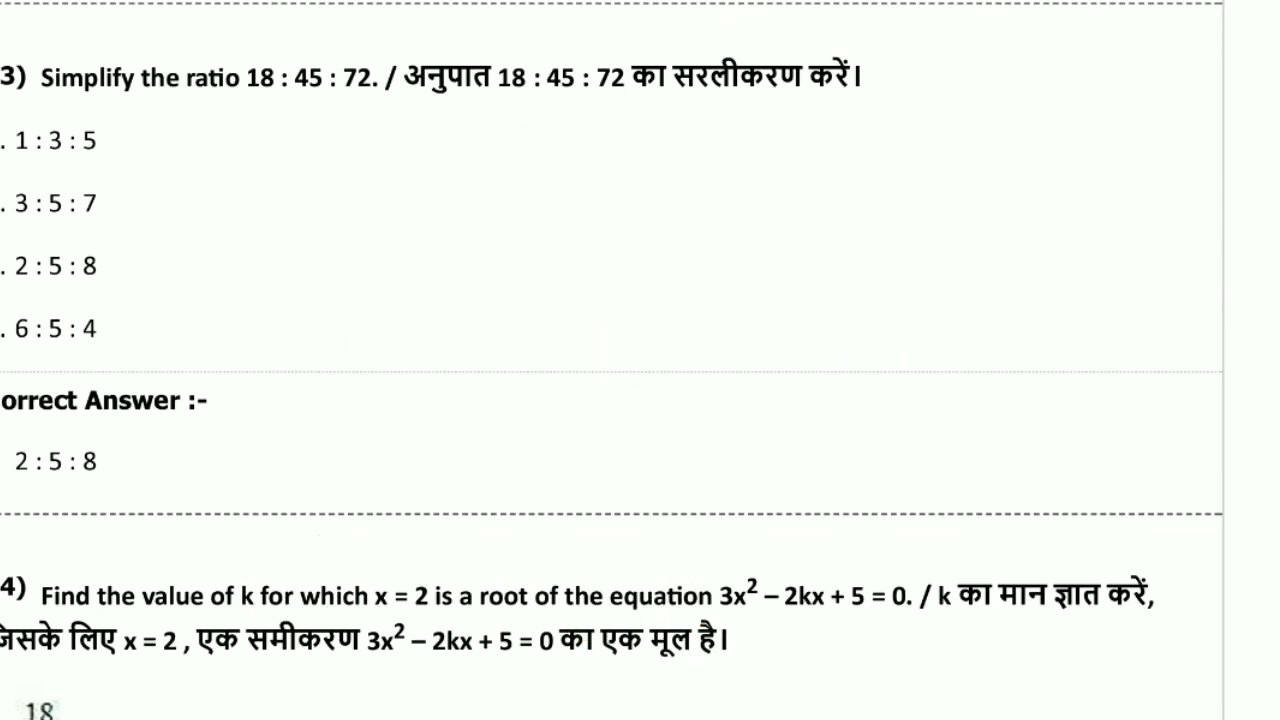 3) Simplify the ratio 18 : 45 : 72. / अनुपात 18 : 45 : 72 का सरलीकरण करें।
. 1 : 3 : 5
. 3 : 5 : 7
. 2 : 5 : 8
. 6 : 5 : 4
orrect Answer :-
2 : 5 : 8
4) Find the value of k for which x = 2 is a root of the equation 3x² – 2kx + 5 = 0. / k का मान ज्ञात करें,
जिसके लिए x = 2 , एक समीकरण 3x² – 2kx + 5 = 0 का एक मूल है।
18